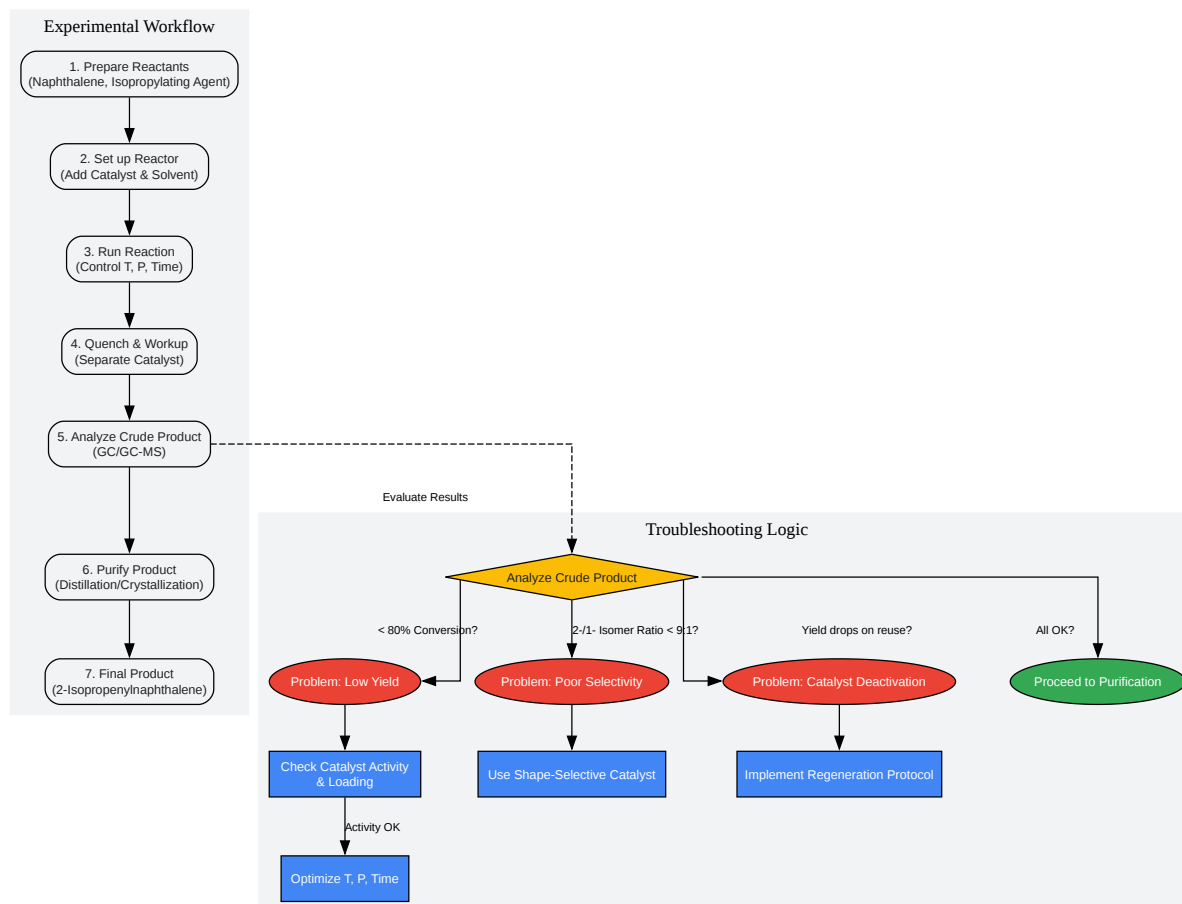 Experimental Workflow
1. Prepare Reactants
(Naphthalene, Isopropylating Agent)
2. Set up Reactor
(Add Catalyst & Solvent)
3. Run Reaction
(Control T, P, Time)
4. Quench & Workup
(Separate Catalyst)
5. Analyze Crude Product
(GC/GC-MS)
6. Purify Product
(Distillation/Crystallization)
7. Final Product
(2-Isopropenylnaphthalene)
Evaluate Results
Troubleshooting Logic
Analyze Crude Product
< 80% Conversion?
2-/1- Isomer Ratio < 9:1?
Yield drops on reuse?
All OK?
Problem: Low Yield
Problem: Poor Selectivity
Problem: Catalyst Deactivation
Proceed to Purification
Check Catalyst Activity
& Loading
Use Shape-Selective Catalyst
Implement Regeneration Protocol
Activity OK
Optimize T, P, Time